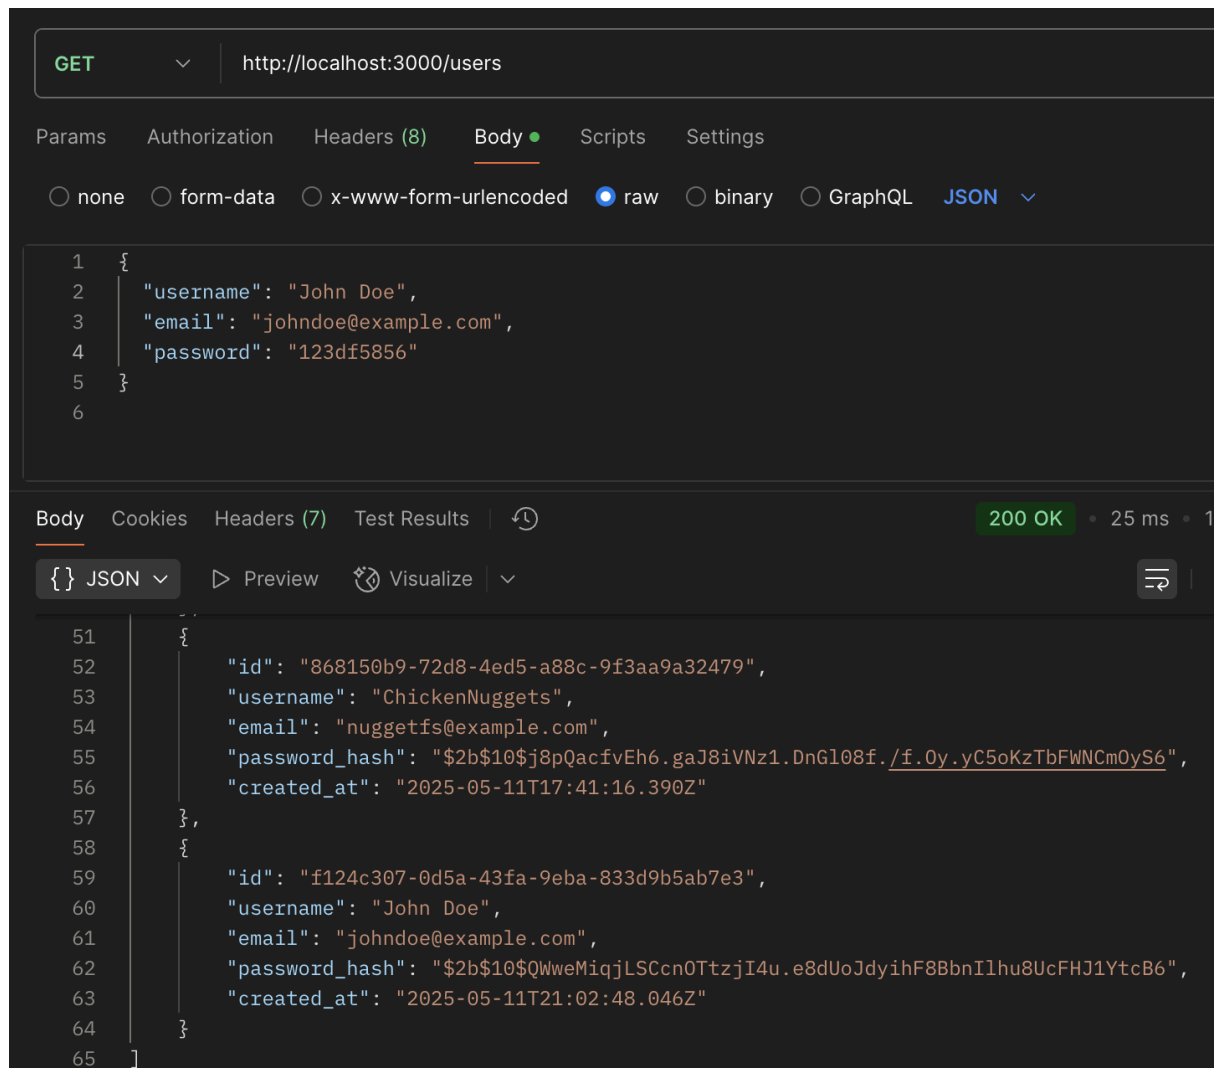 GET http://localhost:3000/users
Params Authorization Headers (8) Body Scripts Settings
none form-data x-www-form-urlencoded raw binary GraphQL JSON
1 {
2 "username": "John Doe",
3 "email": "johndoe@example.com",
4 "password": "123df5856"
5 }
6
Body Cookies Headers (7) Test Results 200 OK • 25 ms • 1
{} JSON Preview Visualize
51 {
52 "id": "868150b9-72d8-4ed5-a88c-9f3aa9a32479",
53 "username": "ChickenNuggets",
54 "email": "nuggetfs@example.com",
55 "password_hash": "$2b$10$j8pQacfvEh6.gaJ8iVNz1.DnGl08f./f.Oy.yC5oKzTbFWNCmOyS6",
56 "created_at": "2025-05-11T17:41:16.390Z"
57 },
58 {
59 "id": "f124c307-0d5a-43fa-9eba-833d9b5ab7e3",
60 "username": "John Doe",
61 "email": "johndoe@example.com",
62 "password_hash": "$2b$10$QWweMiqjLSCcnOTtzjI4u.e8dUoJdyihF8BbnIlhu8UcFHJ1YtcB6",
63 "created_at": "2025-05-11T21:02:48.046Z"
64 }
65 ]